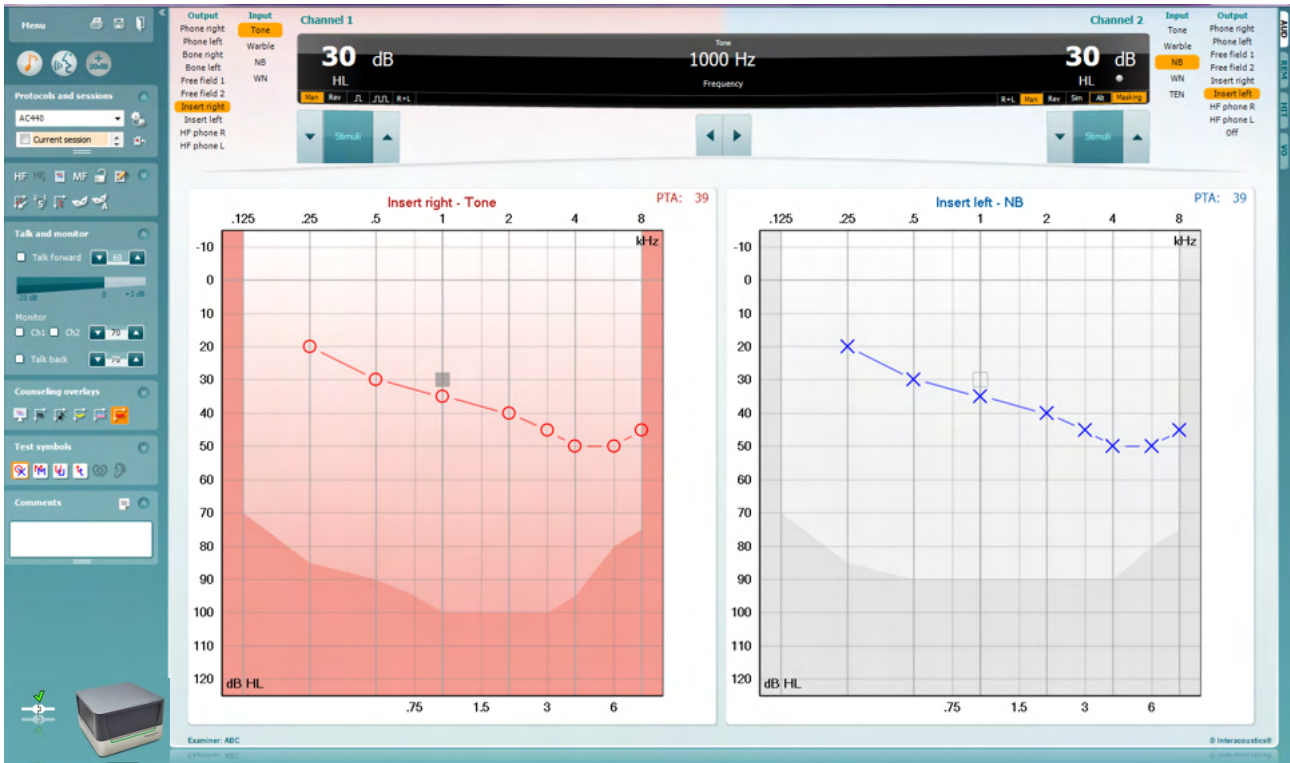 Menu
Protocols and sessions
AC440
Current session
HF HF MF
Talk and monitor
Talk forward 60
-20 dB 0 +3 dB
Monitor
Ch1 Ch2 70
Talk back 70
Counseling overlays
Test symbols
Comments
Output
Phone right
Phone left
Bone right
Bone left
Free field 1
Free field 2
Insert right
Insert left
HF phone R
HF phone L
Input
Tone
Warble
NB
WN
Channel 1
30 dB
HL
Man Rev R+L
Stimuli
Tone
1000 Hz
Frequency
Channel 2
30 dB
HL
R+L Man Rev Sim Alt Masking
Stimuli
Input
Tone
Warble
NB
WN
TEN
Output
Phone right
Phone left
Free field 1
Free field 2
Insert right
Insert left
HF phone R
HF phone L
Off
AUD
REM
HIT
VO
Insert right - Tone
PTA: 39
.125 .25 .5 1 2 4 8
kHz
-10
0
10
20
30
40
50
60
70
80
90
100
110
120
dB HL
.75 1.5 3 6
Insert left - NB
PTA: 39
.125 .25 .5 1 2 4 8
kHz
-10
0
10
20
30
40
50
60
70
80
90
100
110
120
dB HL
.75 1.5 3 6
Examiner: ABC
© Interacoustics®